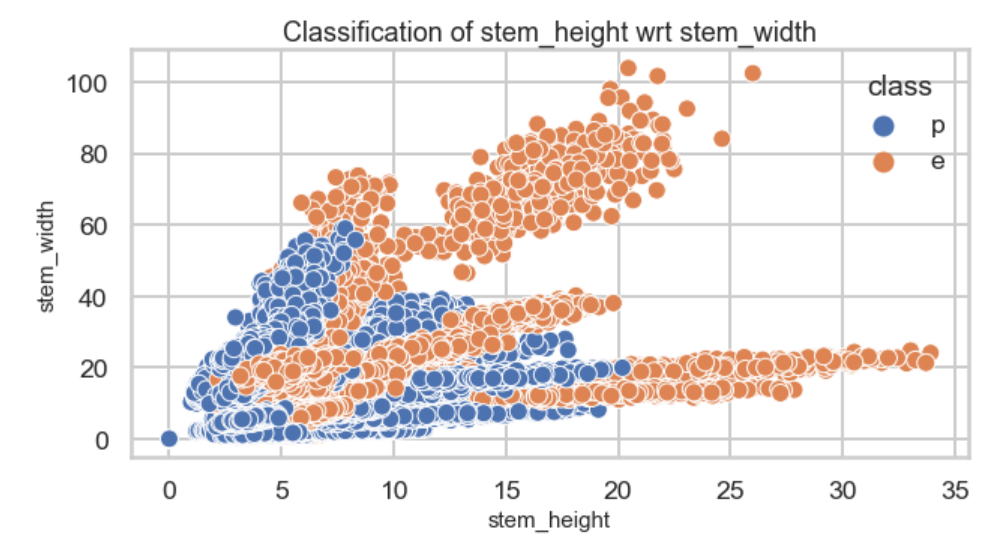 Classification of stem_height wrt stem_width
class
p
e
100
80
60
40
20
0
stem_width
0 5 10 15 20 25 30 35
stem_height